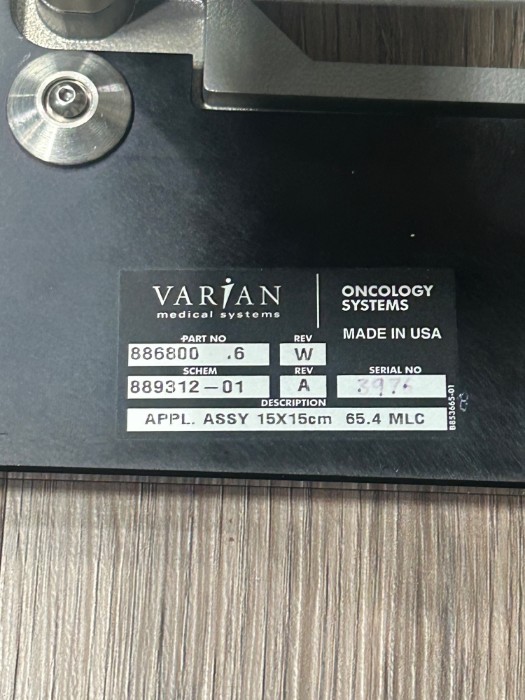 VARIAN
medical systems
ONCOLOGY
SYSTEMS
MADE IN USA
PART NO
REV
886800 .6
W
SCHEM
REV
SERIAL NO
889312-01
A
3976
DESCRIPTION
APPL. ASSY 15X15cm 65.4 MLC
B853665-01